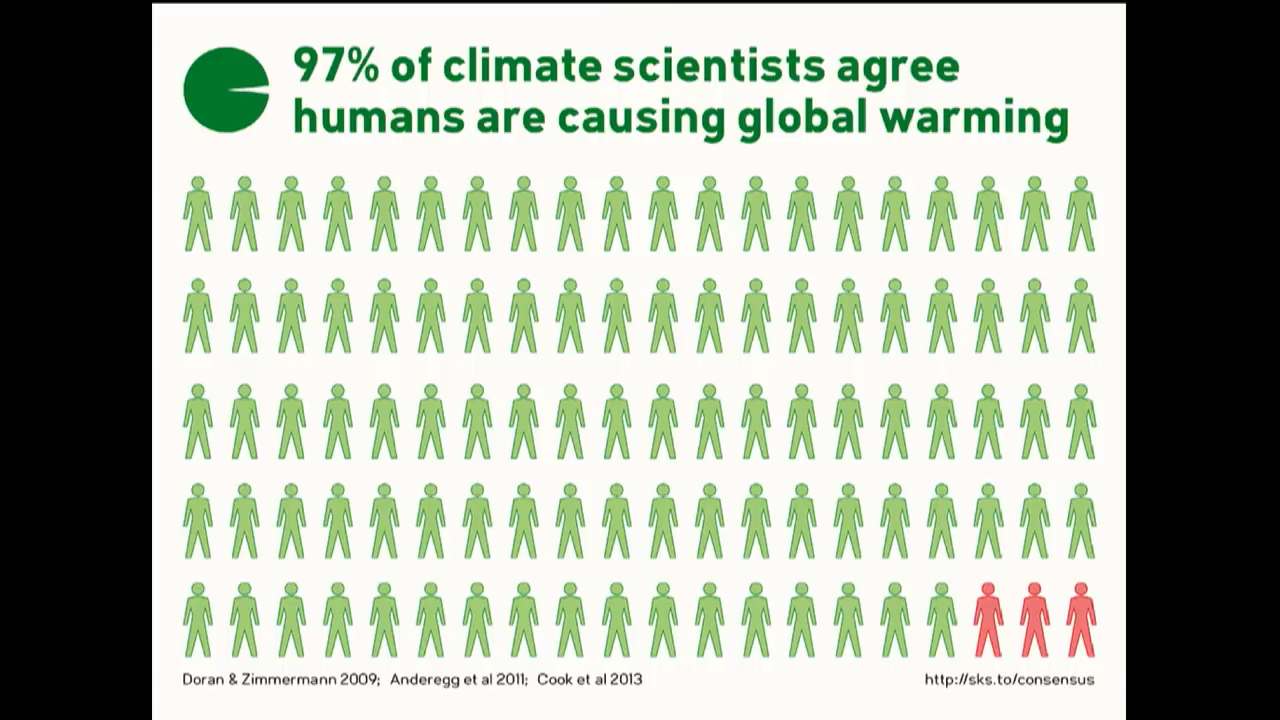 97% of climate scientists agree
humans are causing global warming
Doran & Zimmermann 2009; Anderegg et al 2011; Cook et al 2013
http://sks.to/consensus